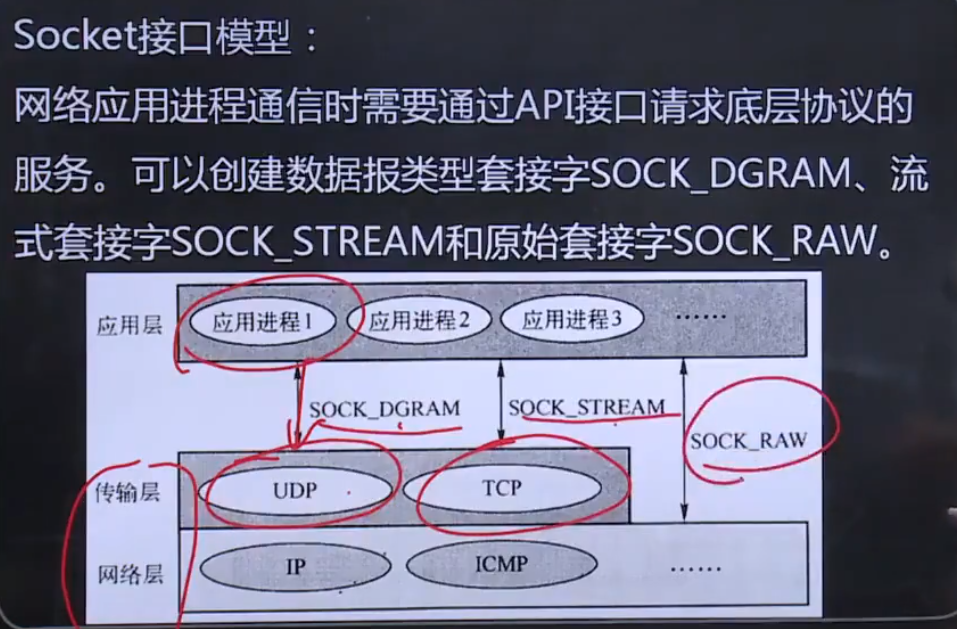 Socket接口模型：
网络应用进程通信时需要通过API接口请求底层协议的
服务。可以创建数据报类型套接字SOCK_DGRAM、流
式套接字SOCK_STREAM和原始套接字SOCK_RAW。
应用层 应用进程1 应用进程2 应用进程3 ……
SOCK_DGRAM SOCK_STREAM
SOCK_RAW
传输层 UDP TCP
网络层 IP ICMP ……